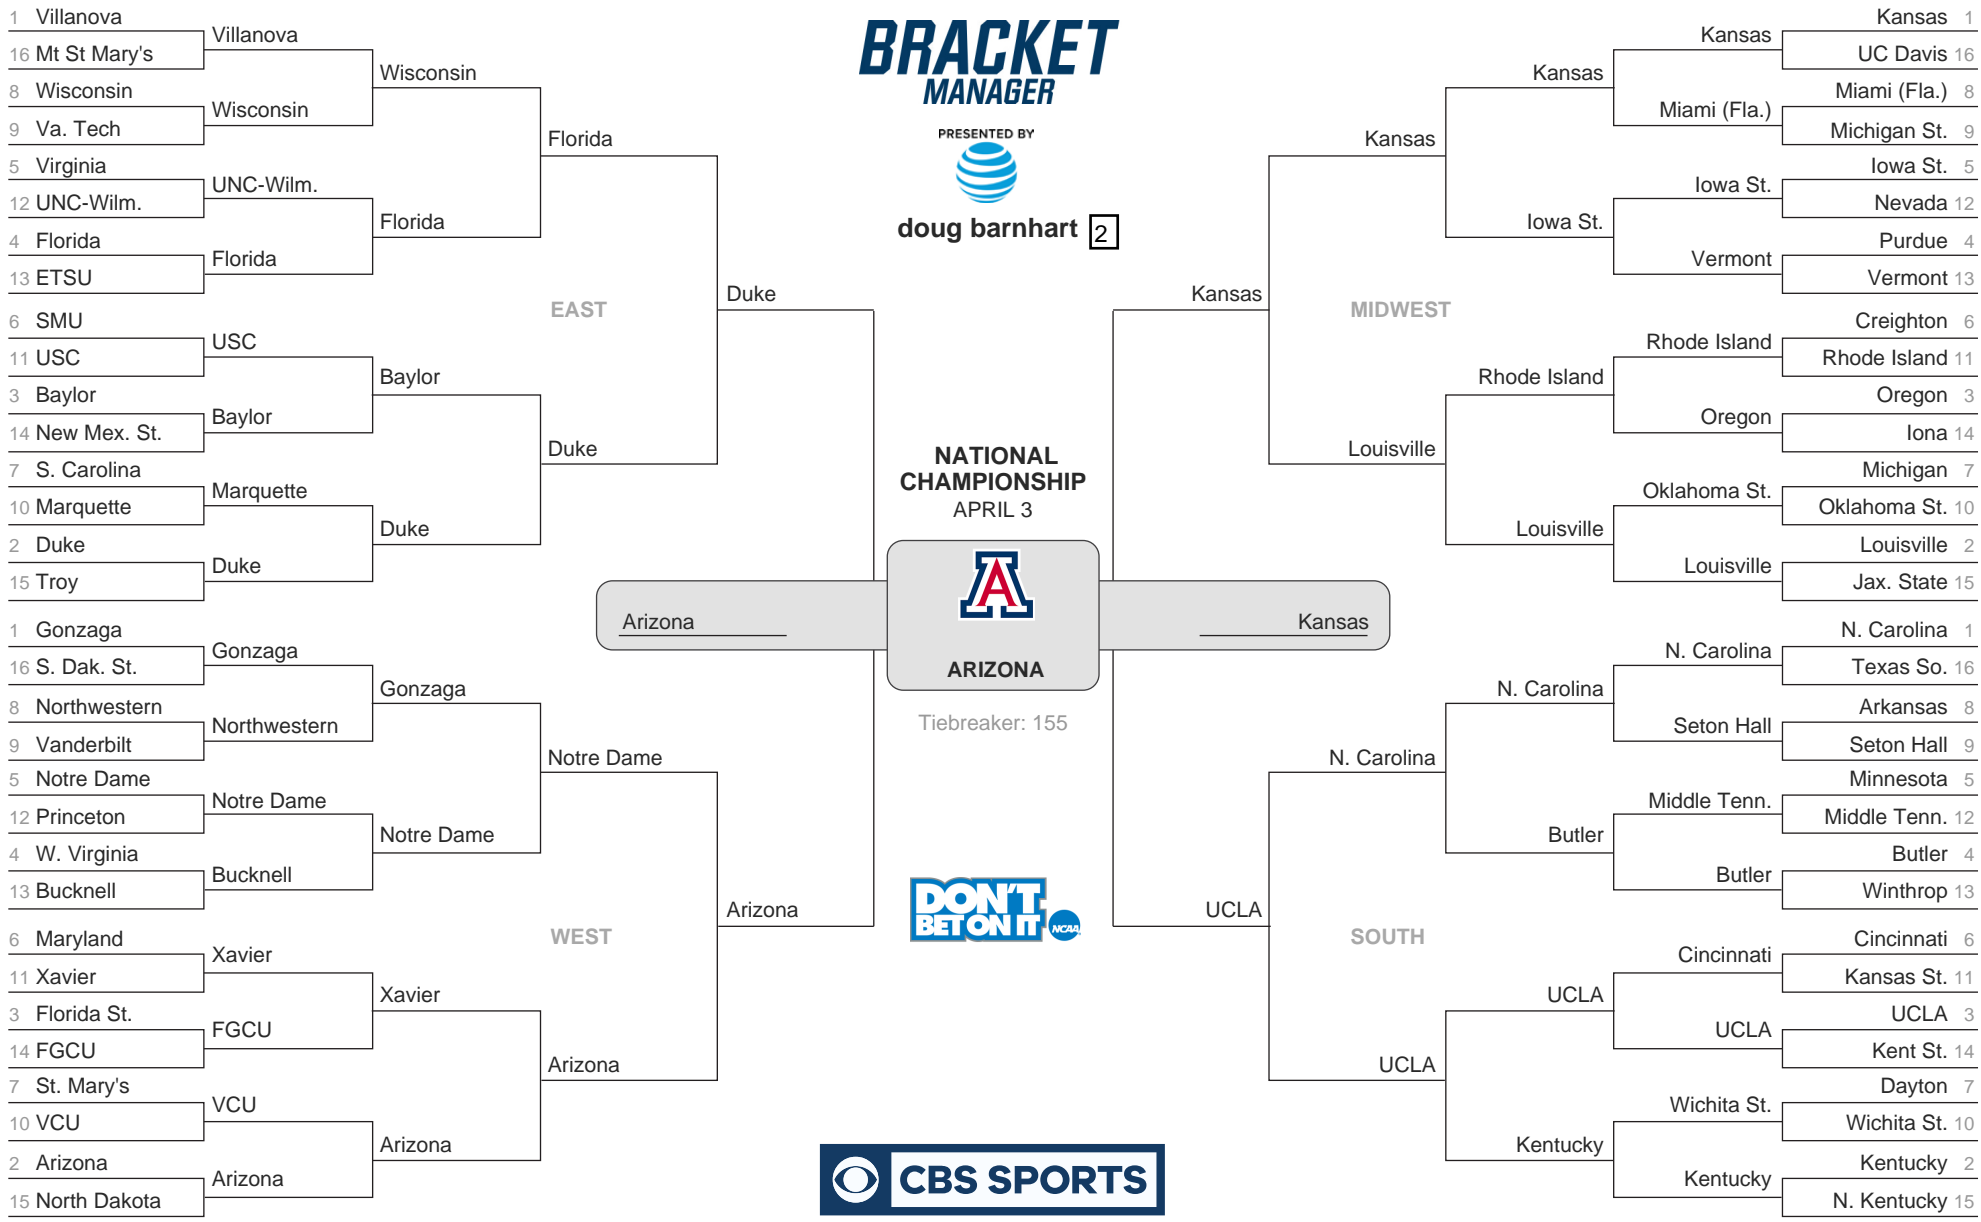 1 Villanova
16 Mt St Mary's
8 Wisconsin
9 Va. Tech
5 Virginia
12 UNC-Wilm.
4 Florida
13 ETSU
6 SMU
11 USC
3 Baylor
14 New Mex. St.
7 S. Carolina
10 Marquette
2 Duke
15 Troy
Villanova
Wisconsin
UNC-Wilm.
Florida
USC
Baylor
Marquette
Duke
Wisconsin
Florida
Baylor
Duke
Florida
Duke
Duke
EAST
1 Gonzaga
16 S. Dak. St.
8 Northwestern
9 Vanderbilt
5 Notre Dame
12 Princeton
4 W. Virginia
13 Bucknell
6 Maryland
11 Xavier
3 Florida St.
14 FGCU
7 St. Mary's
10 VCU
2 Arizona
15 North Dakota
Gonzaga
Northwestern
Notre Dame
Bucknell
Xavier
FGCU
VCU
Arizona
Gonzaga
Notre Dame
Xavier
Arizona
Notre Dame
Arizona
Arizona
WEST
BRACKET
MANAGER
PRESENTED BY
doug barnhart 2
NATIONAL
CHAMPIONSHIP
APRIL 3
A
Arizona
Kansas
ARIZONA
Tiebreaker: 155
DON'T
BET ON IT NCAA
CBS SPORTS
Kansas 1
UC Davis 16
Miami (Fla.) 8
Michigan St. 9
Iowa St. 5
Nevada 12
Purdue 4
Vermont 13
Creighton 6
Rhode Island 11
Oregon 3
Iona 14
Michigan 7
Oklahoma St. 10
Louisville 2
Jax. State 15
Kansas
Miami (Fla.)
Iowa St.
Vermont
Rhode Island
Oregon
Oklahoma St.
Louisville
Kansas
Iowa St.
Rhode Island
Louisville
Kansas
Louisville
Kansas
MIDWEST
N. Carolina 1
Texas So. 16
Arkansas 8
Seton Hall 9
Minnesota 5
Middle Tenn. 12
Butler 4
Winthrop 13
Cincinnati 6
Kansas St. 11
UCLA 3
Kent St. 14
Dayton 7
Wichita St. 10
Kentucky 2
N. Kentucky 15
N. Carolina
Seton Hall
Middle Tenn.
Butler
Cincinnati
UCLA
Wichita St.
Kentucky
N. Carolina
Butler
UCLA
Kentucky
N. Carolina
UCLA
UCLA
SOUTH